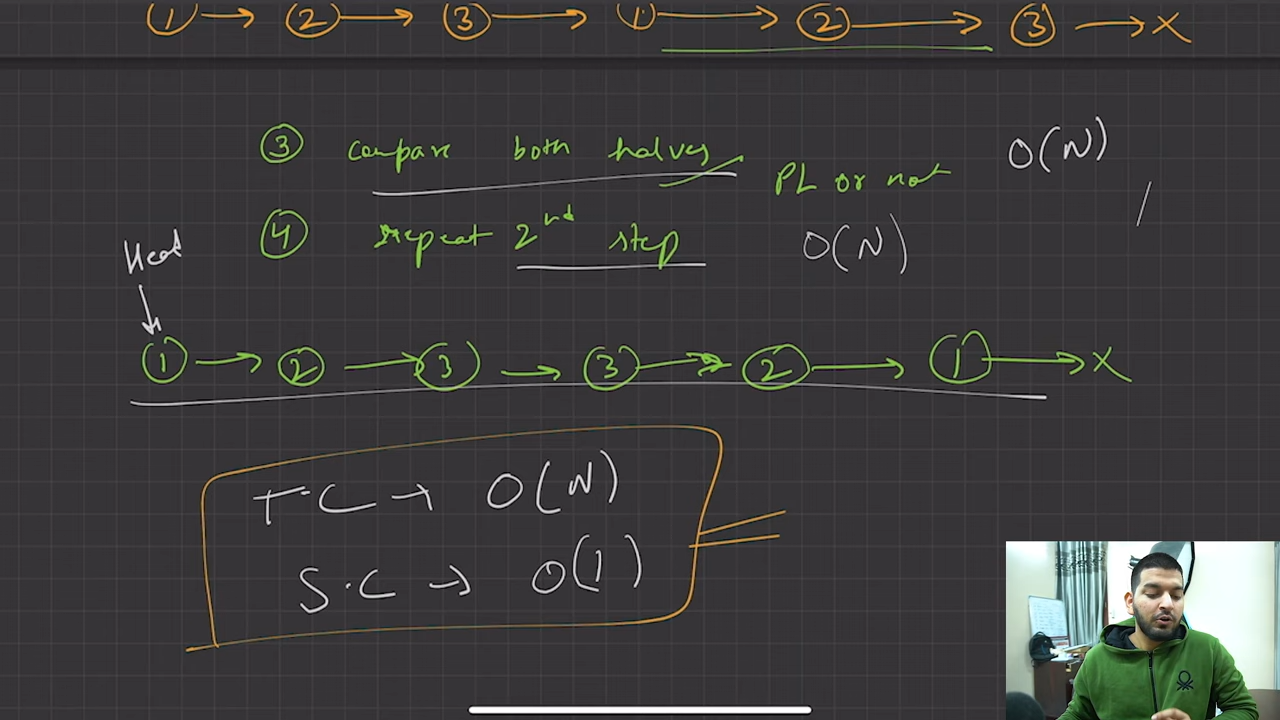 1 → 2 → 3 → 1 → 2 → 3 → X
③ compare both halves O(N)
PL or not
④ repeat 2nd step O(N)
Head
1 → 2 → 3 → 3 → 2 → 1 → X
T.C → O(N)
S.C → O(1)